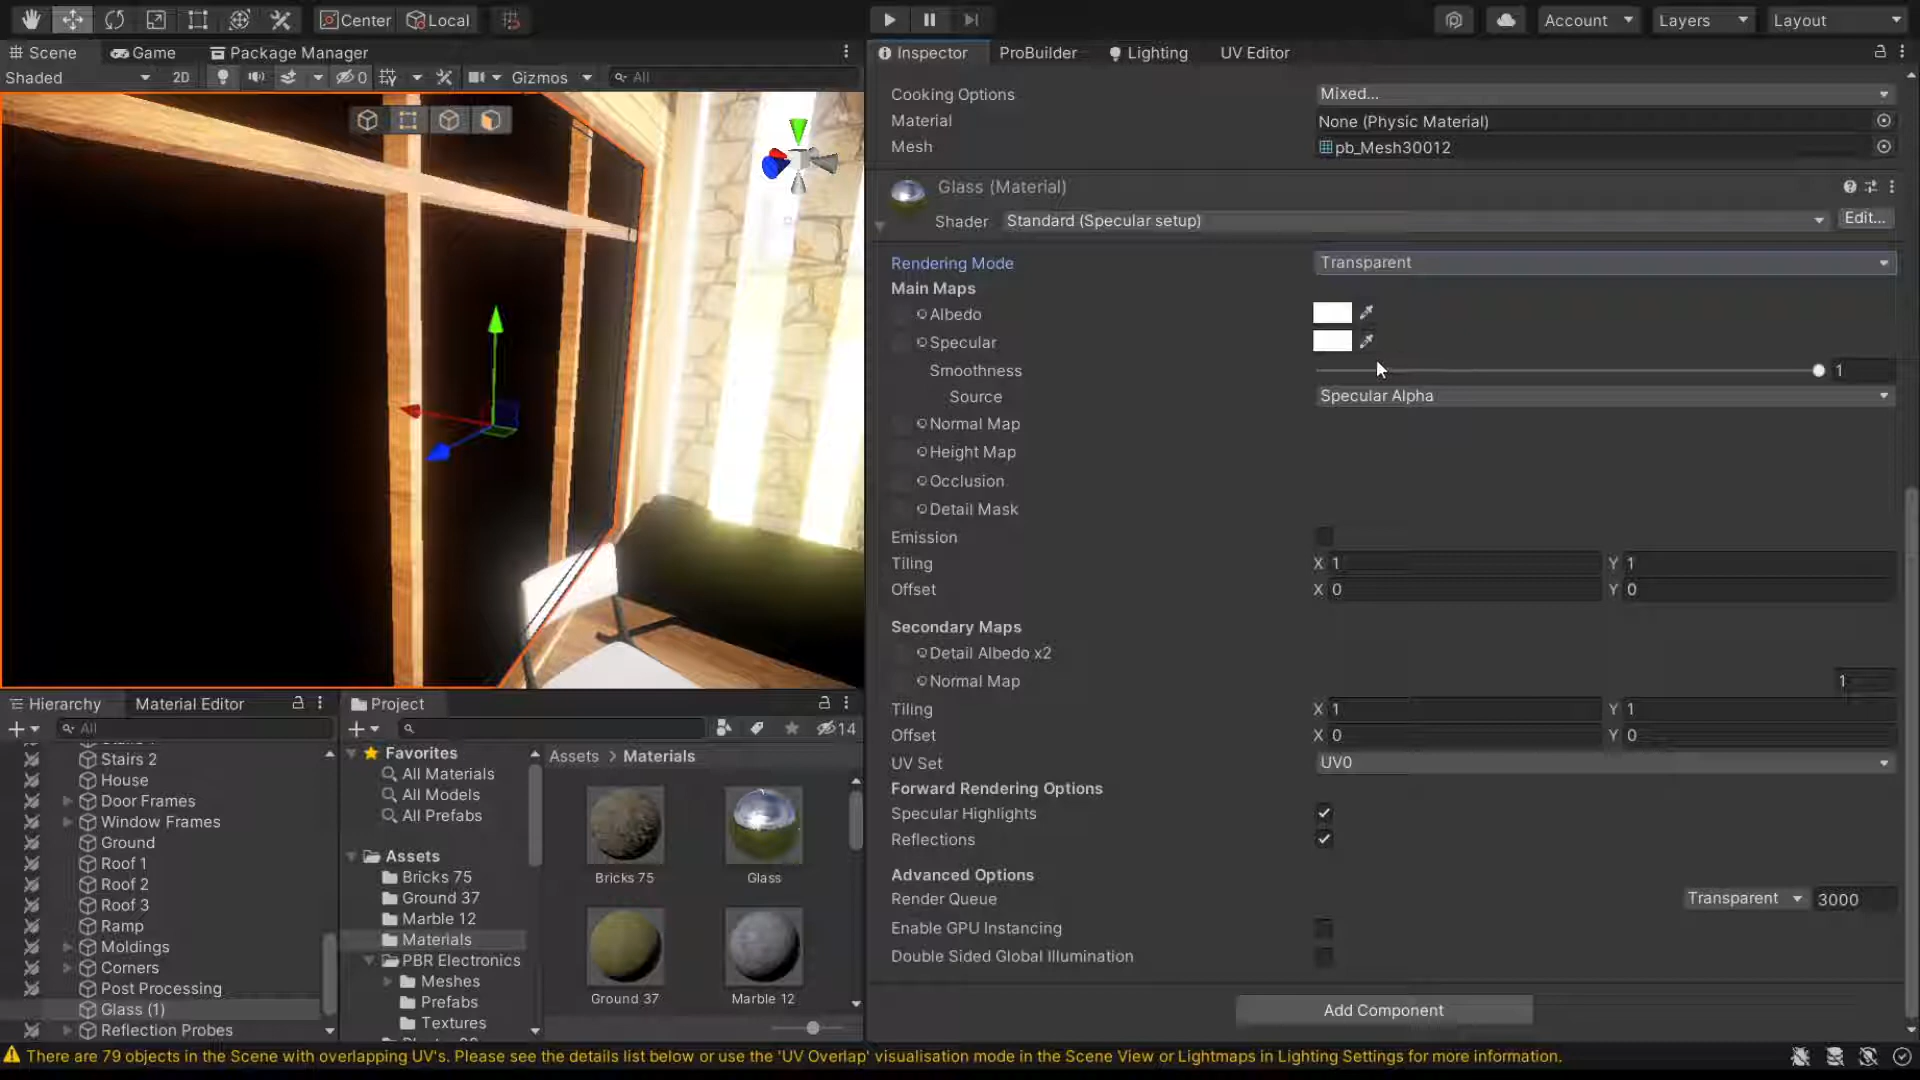 Center Local Account Layers Layout
Scene Game Package Manager Inspector ProBuilder Lighting UV Editor
Shaded 2D 0 Gizmos All
Cooking Options Mixed...
Material None (Physic Material)
Mesh pb_Mesh30012
Glass (Material)
Shader Standard (Specular setup) Edit...
Rendering Mode Transparent
Main Maps
Albedo
Specular
Smoothness 1
Source Specular Alpha
Normal Map
Height Map
Occlusion
Detail Mask
Emission
Tiling X 1 Y 1
Offset X 0 Y 0
Secondary Maps
Detail Albedo x2
Normal Map 1
Tiling X 1 Y 1
Offset X 0 Y 0
UV Set UV0
Forward Rendering Options
Specular Highlights
Reflections
Advanced Options
Render Queue Transparent 3000
Enable GPU Instancing
Double Sided Global Illumination
Add Component
Hierarchy Material Editor
All
Stairs 2
House
Door Frames
Window Frames
Ground
Roof 1
Roof 2
Roof 3
Ramp
Moldings
Corners
Post Processing
Glass (1)
Reflection Probes
Project
14
Favorites
All Materials
All Models
All Prefabs
Assets
Bricks 75
Ground 37
Marble 12
Materials
PBR Electronics
Meshes
Prefabs
Textures
Assets > Materials
Bricks 75 Glass
Ground 37 Marble 12
There are 79 objects in the Scene with overlapping UV's. Please see the details list below or use the 'UV Overlap' visualisation mode in the Scene View or Lightmaps in Lighting Settings for more information.